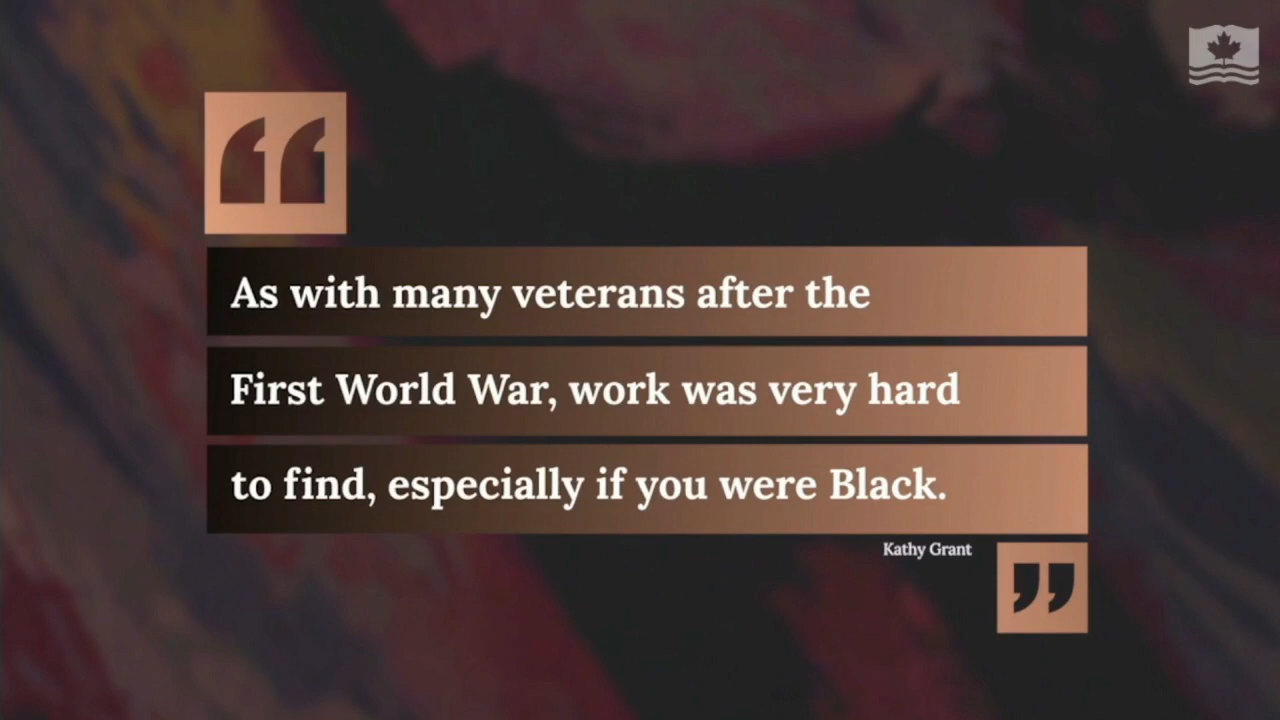 As with many veterans after the
First World War, work was very hard
to find, especially if you were Black.
Kathy Grant